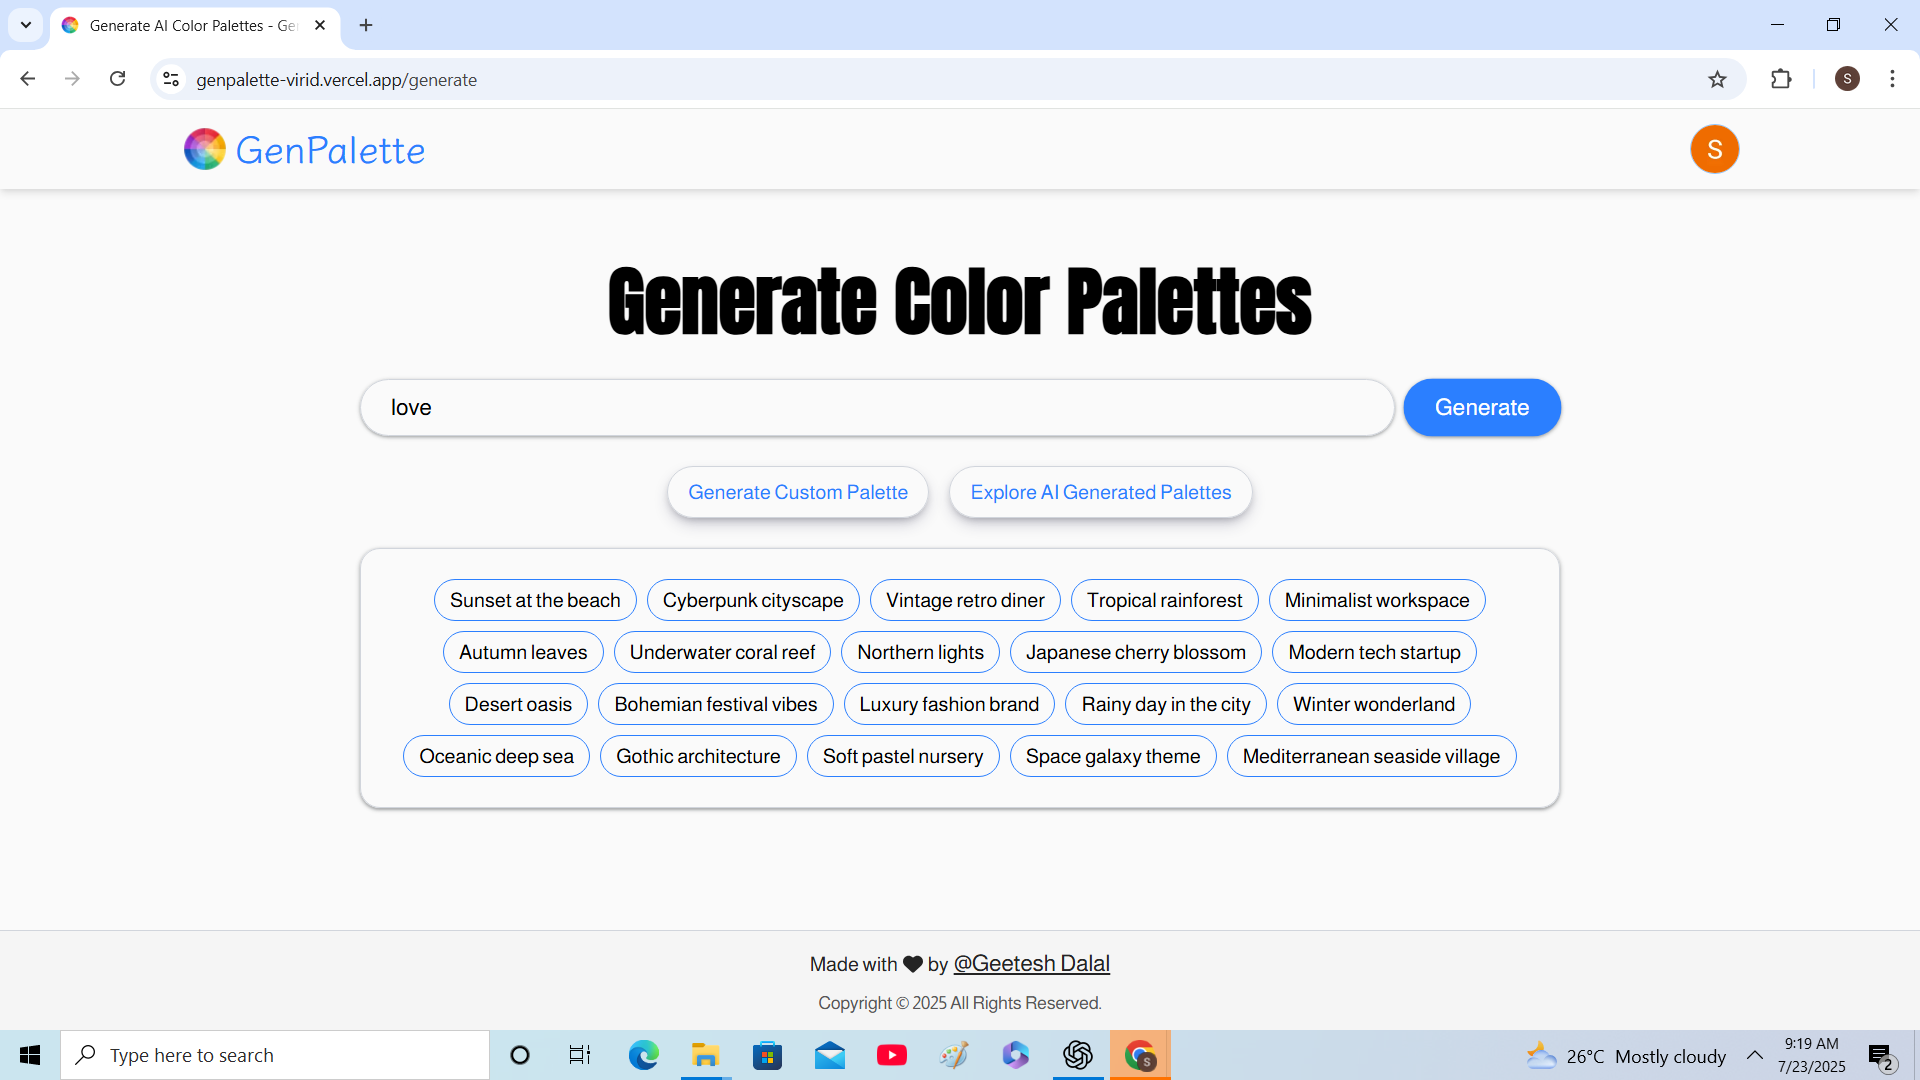 Generate AI Color Palettes - Ge
genpalette-virid.vercel.app/generate
S
GenPalette
S
Generate Color Palettes
love
Generate
Generate Custom Palette
Explore AI Generated Palettes
Sunset at the beach
Cyberpunk cityscape
Vintage retro diner
Tropical rainforest
Minimalist workspace
Autumn leaves
Underwater coral reef
Northern lights
Japanese cherry blossom
Modern tech startup
Desert oasis
Bohemian festival vibes
Luxury fashion brand
Rainy day in the city
Winter wonderland
Oceanic deep sea
Gothic architecture
Soft pastel nursery
Space galaxy theme
Mediterranean seaside village
Made with ♥ by @Geetesh Dalal
Copyright © 2025 All Rights Reserved.
Type here to search
S
26°C Mostly cloudy
9:19 AM
7/23/2025
2